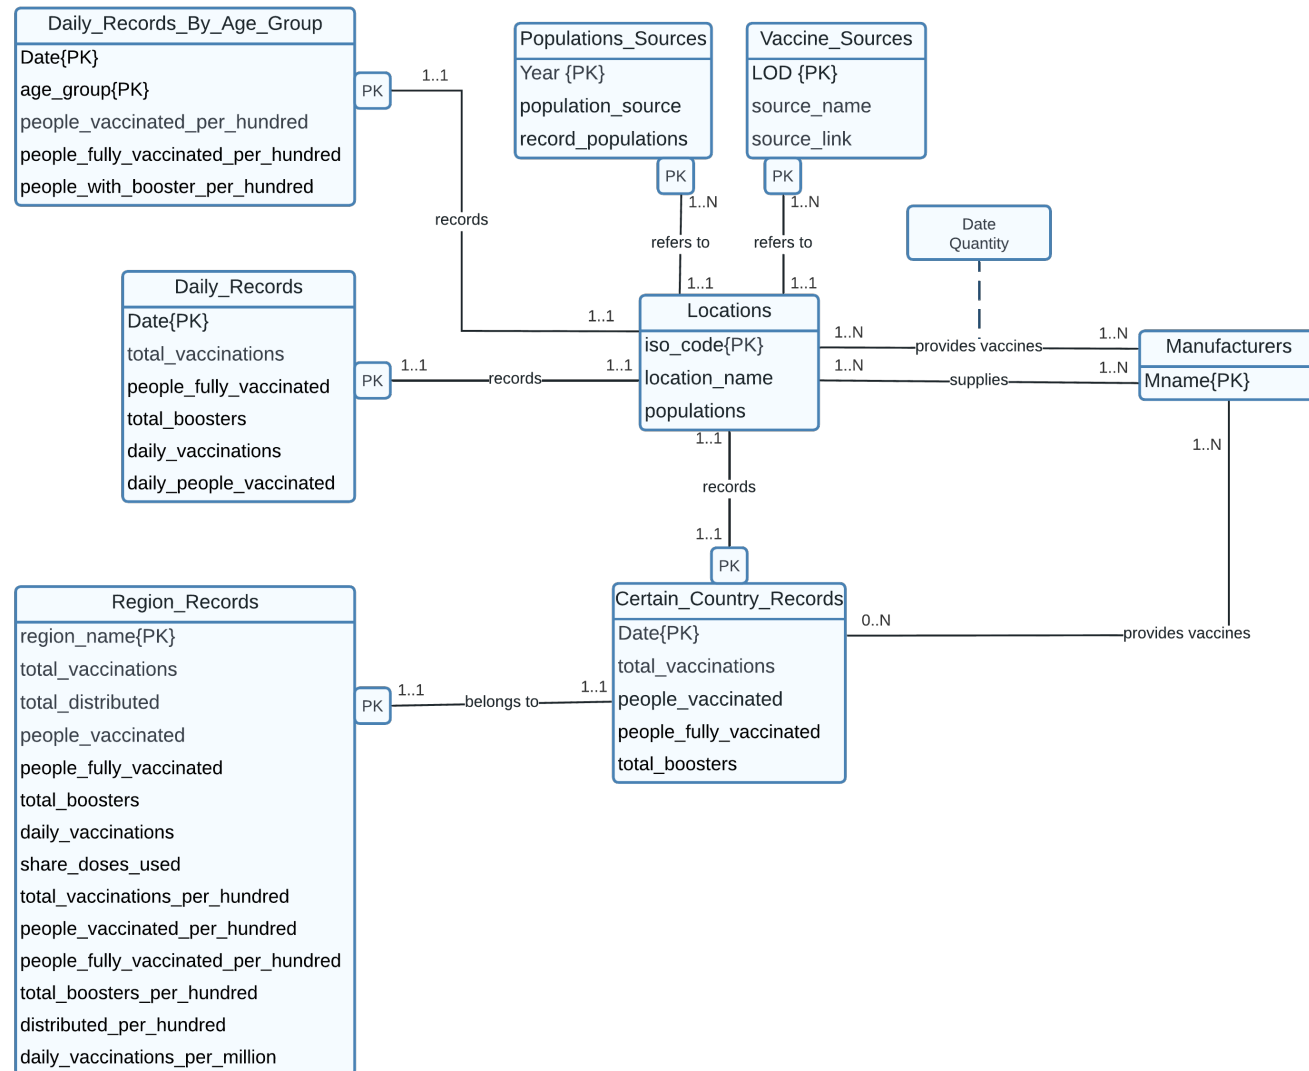 Daily_Records_By_Age_Group
Date{PK}
age_group{PK}
people_vaccinated_per_hundred
people_fully_vaccinated_per_hundred
people_with_booster_per_hundred
PK
1..1
records
1..1
Populations_Sources
Year {PK}
population_source
record_populations
PK
1..N
refers to
1..1
Vaccine_Sources
LOD {PK}
source_name
source_link
PK
1..N
refers to
1..1
Date
Quantity
Daily_Records
Date{PK}
total_vaccinations
people_fully_vaccinated
total_boosters
daily_vaccinations
daily_people_vaccinated
PK
1..1
records
1..1
Locations
iso_code{PK}
location_name
populations
1..N
provides vaccines
1..N
1..N
supplies
1..N
Manufacturers
Mname{PK}
1..N
provides vaccines
0..N
1..1
records
1..1
PK
Certain_Country_Records
Date{PK}
total_vaccinations
people_vaccinated
people_fully_vaccinated
total_boosters
1..1
belongs to
1..1
PK
Region_Records
region_name{PK}
total_vaccinations
total_distributed
people_vaccinated
people_fully_vaccinated
total_boosters
daily_vaccinations
share_doses_used
total_vaccinations_per_hundred
people_vaccinated_per_hundred
people_fully_vaccinated_per_hundred
total_boosters_per_hundred
distributed_per_hundred
daily_vaccinations_per_million